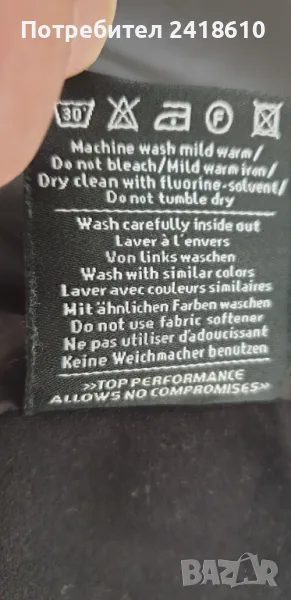 Потребител 2418610
30°
F
Machine wash mild warm/
Do not bleach/Mild warm iron/
Dry clean with fluorine-solvent/
Do not tumble dry
Wash carefully inside out
Laver à l'envers
Von links waschen
Wash with similar colors
Laver avec couleurs similaires
Mit ähnlichen Farben waschen
Do not use fabric softener
Ne pas utiliser d'adoucissant
Keine Weichmacher benutzen
»TOP PERFORMANCE
ALLOWS NO COMPROMISES»
BAZAR